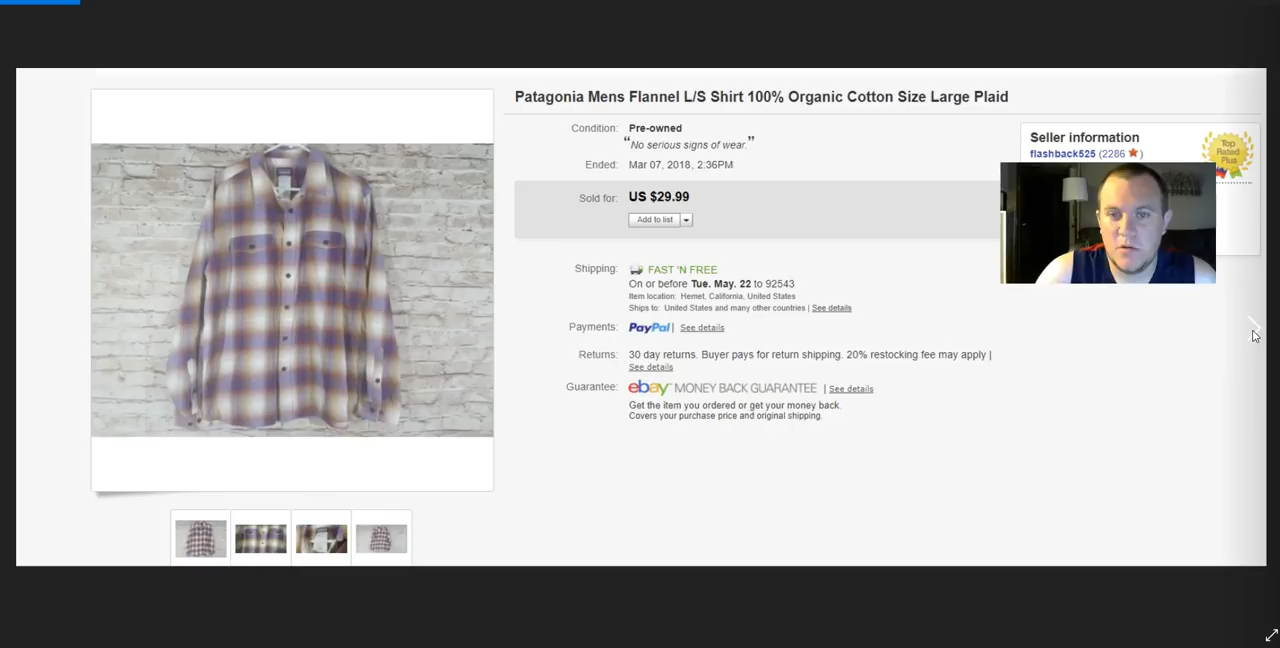 Patagonia Mens Flannel L/S Shirt 100% Organic Cotton Size Large Plaid
Condition: Pre-owned
“No serious signs of wear.”
Ended: Mar 07, 2018, 2:36PM
Sold for: US $29.99
Add to list
Shipping: FAST 'N FREE
On or before Tue. May. 22 to 92543
Item location: Hemet, California, United States
Ships to: United States and many other countries | See details
Payments: PayPal | See details
Returns: 30 day returns. Buyer pays for return shipping. 20% restocking fee may apply |
See details
Guarantee: ebay MONEY BACK GUARANTEE | See details
Get the item you ordered or get your money back.
Covers your purchase price and original shipping.
Seller information
flashback525 (2286 )
Top
Rated
Plus